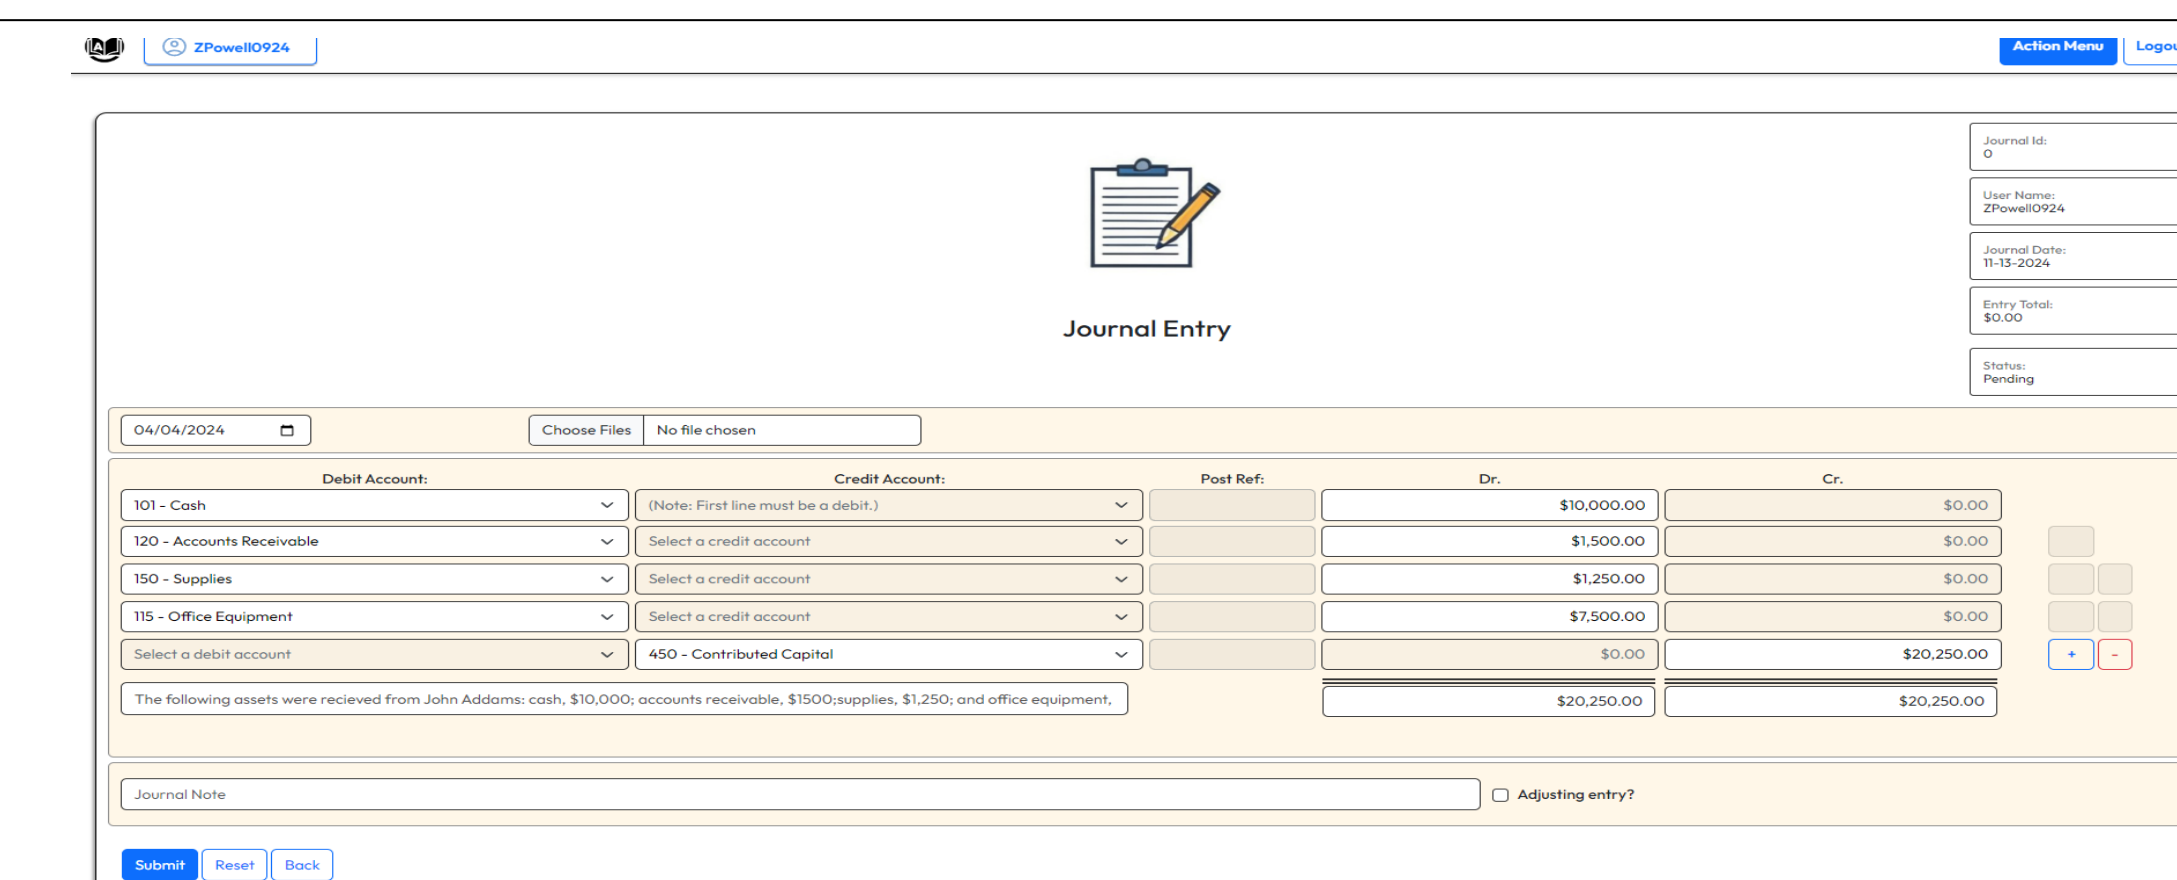 A ZPowell0924 Action Menu
Journal Id:
0
User Name:
ZPowell0924
Journal Date:
11-13-2024
Entry Total:
$0.00
Status:
Pending
Journal Entry
04/04/2024 Choose Files No file chosen
Debit Account: Credit Account: Post Ref: Dr. Cr.
101 - Cash (Note: First line must be a debit.) $10,000.00 $0.00
120 - Accounts Receivable Select a credit account $1,500.00 $0.00
150 - Supplies Select a credit account $1,250.00 $0.00
115 - Office Equipment Select a credit account $7,500.00 $0.00
Select a debit account 450 - Contributed Capital $0.00 $20,250.00 + -
The following assets were recieved from John Addams: cash, $10,000; accounts receivable, $1500;supplies, $1,250; and office equipment, $20,250.00 $20,250.00
Journal Note Adjusting entry?
Submit Reset Back